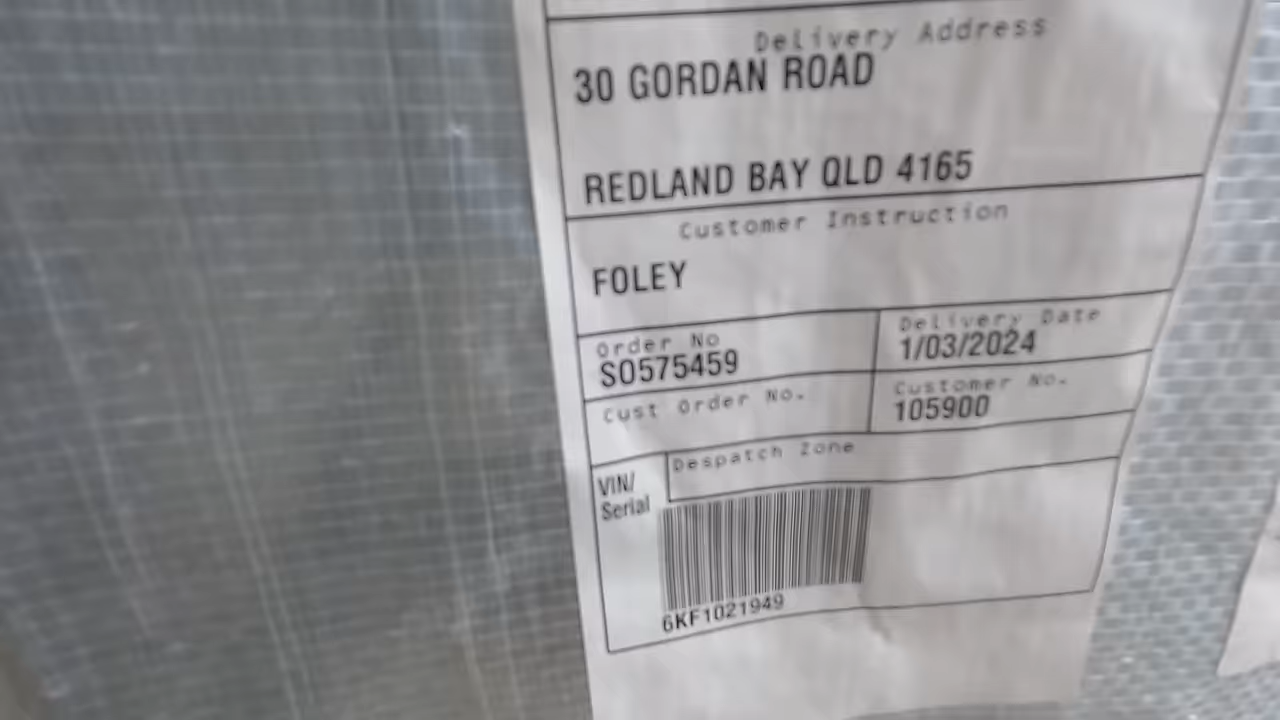 Delivery Address
30 GORDAN ROAD
REDLAND BAY QLD 4165
Customer Instruction
FOLEY
Order No
SO575459
Delivery Date
1/03/2024
Cust Order No.
Customer No.
105900
Despatch Zone
VIN/
Serial
6KF1021949